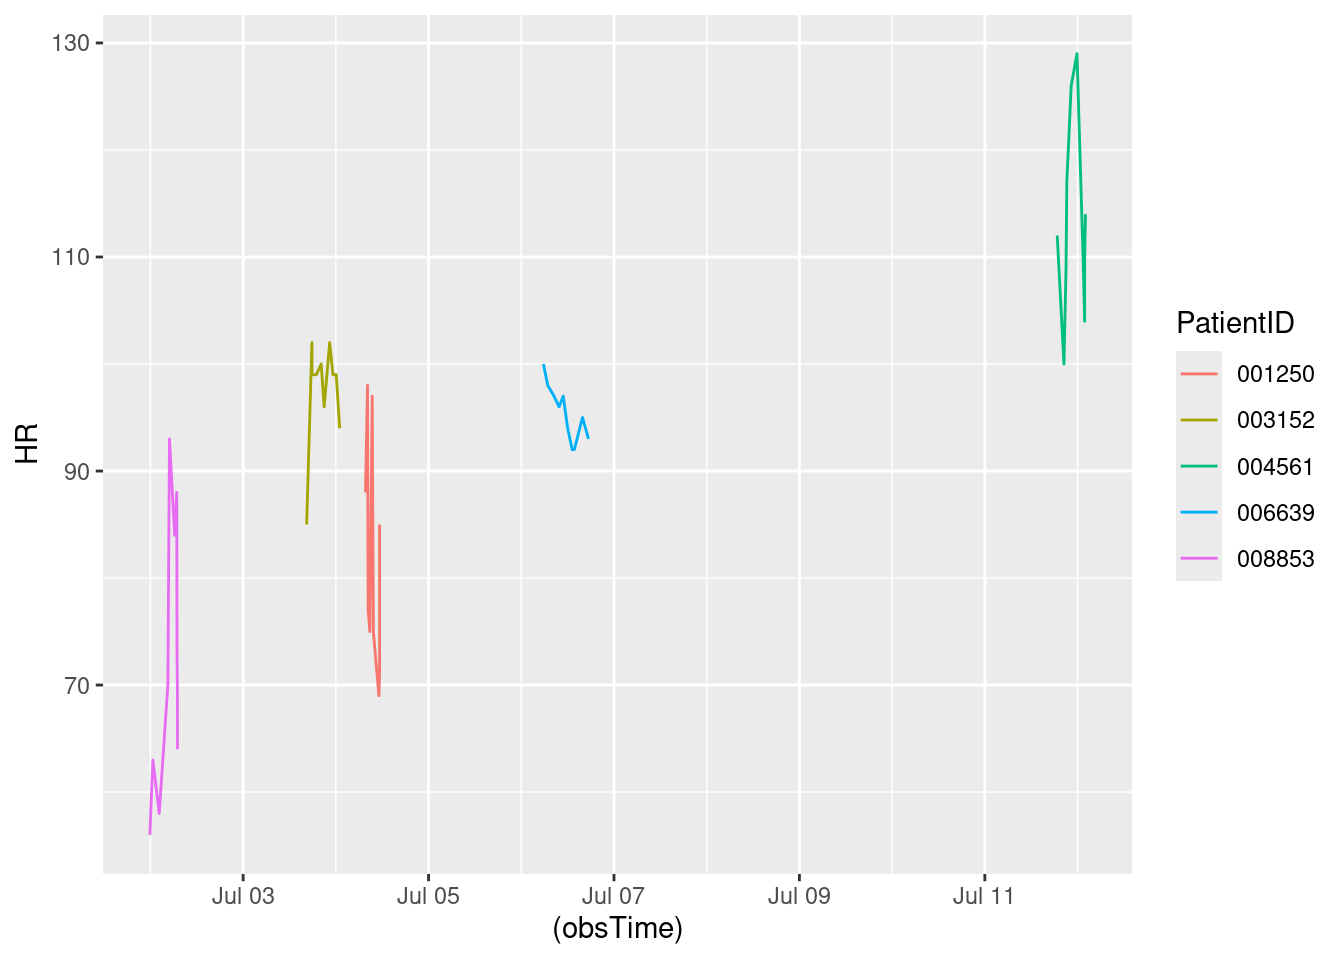 130
110
90
70
HR
Jul 03
Jul 05
Jul 07
Jul 09
Jul 11
(obsTime)
PatientID
001250
003152
004561
006639
008853